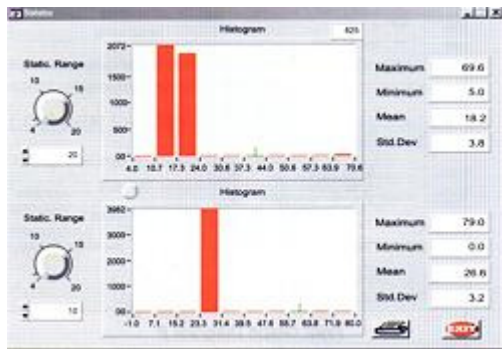 Statistic
Histogram
825
Static. Range
10
15
4
20
20
2072-
1500-
1000-
500-
00-
4.0 10.7 17.3 24.0 30.6 37.3 44.0 50.6 57.3 63.9 70.6
Maximum 69.6
Minimum 5.0
Mean 18.2
Std.Dev 3.8
Histogram
Static. Range
10
15
4
20
10
3952-
3000-
2000-
1000-
00-
-1.0 7.1 15.2 23.3 31.4 39.5 47.6 55.7 63.8 71.9 80.0
Maximum 79.0
Minimum 0.0
Mean 26.6
Std.Dev 3.2
EXIT